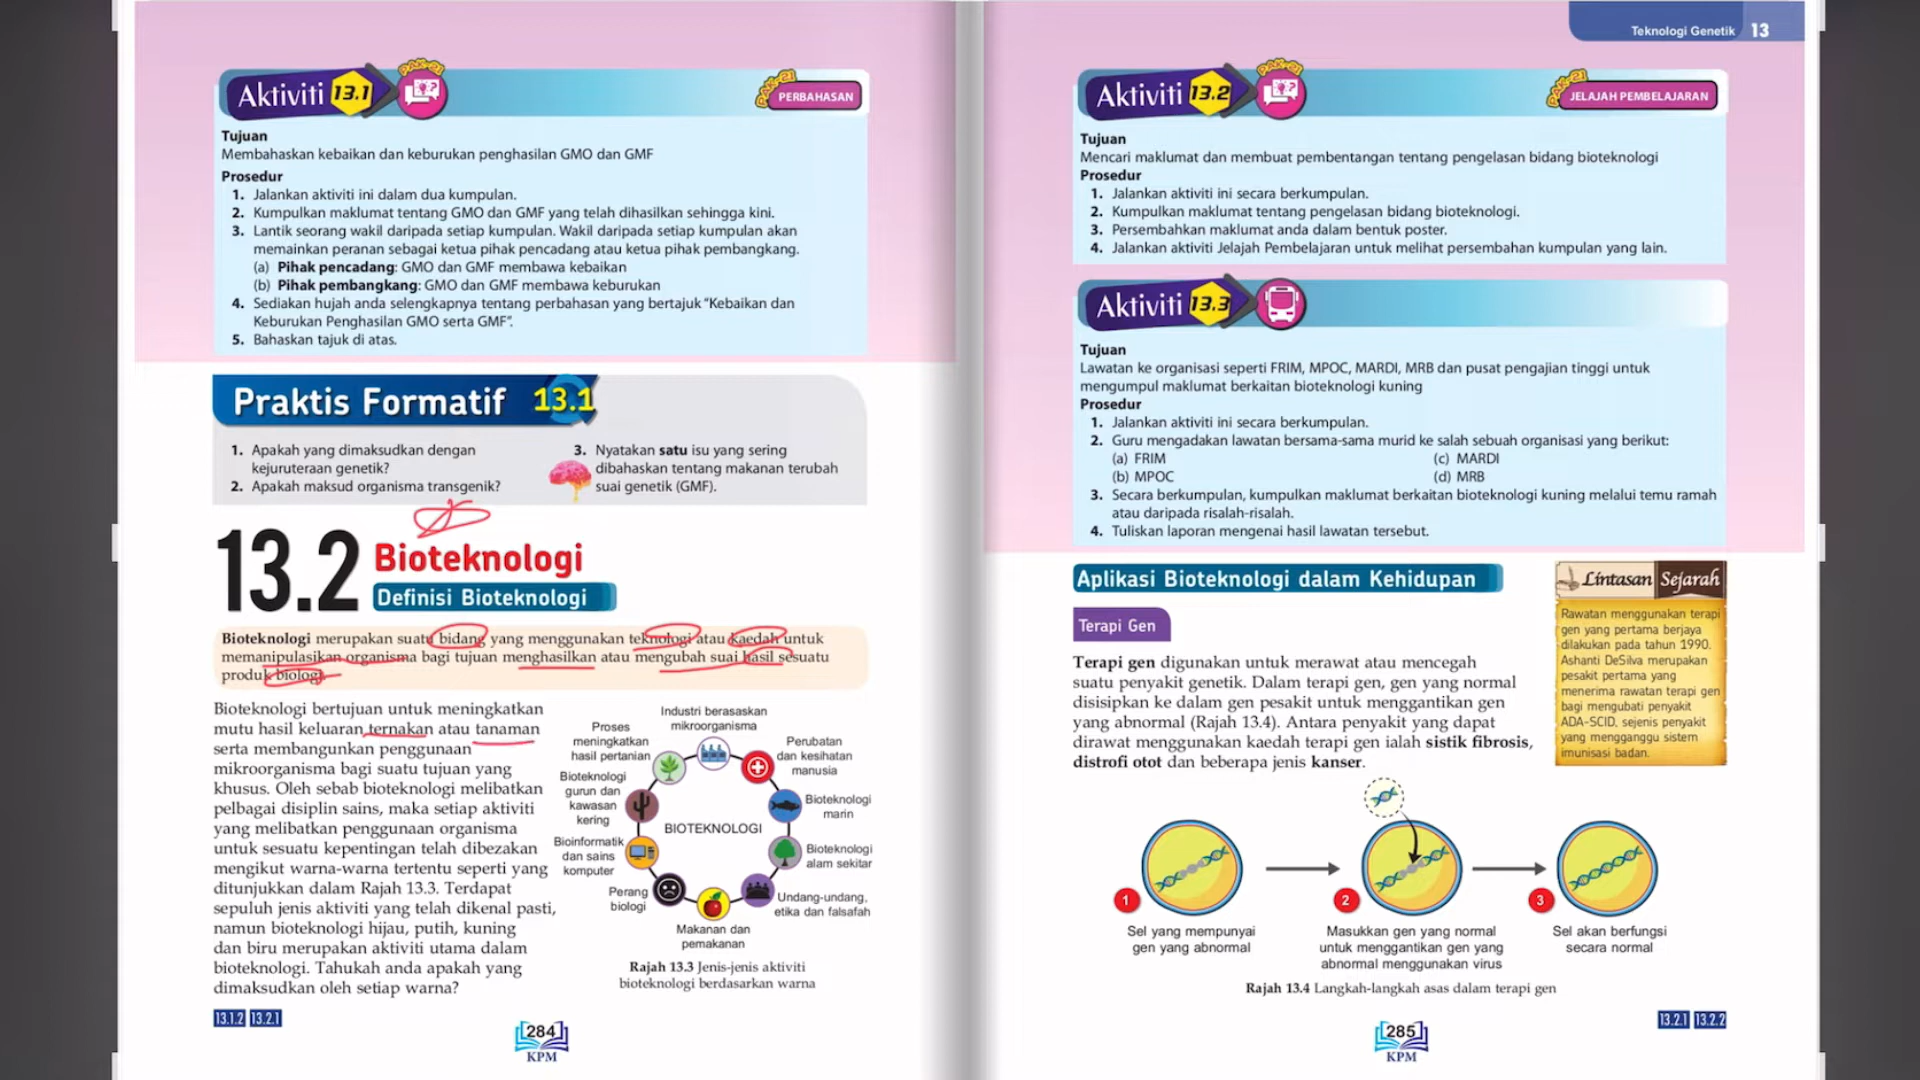 Aktiviti 13.1
PAK-21
PAK-21
PERBAHASAN
Tujuan
Membahaskan kebaikan dan keburukan penghasilan GMO dan GMF
Prosedur
1. Jalankan aktiviti ini dalam dua kumpulan.
2. Kumpulkan maklumat tentang GMO dan GMF yang telah dihasilkan sehingga kini.
3. Lantik seorang wakil daripada setiap kumpulan. Wakil daripada setiap kumpulan akan
memainkan peranan sebagai ketua pihak pencadang atau ketua pihak pembangkang.
(a) Pihak pencadang: GMO dan GMF membawa kebaikan
(b) Pihak pembangkang: GMO dan GMF membawa keburukan
4. Sediakan hujah anda selengkapnya tentang perbahasan yang bertajuk “Kebaikan dan
Keburukan Penghasilan GMO serta GMF”.
5. Bahaskan tajuk di atas.
Praktis Formatif 13.1
1. Apakah yang dimaksudkan dengan
kejuruteraan genetik?
2. Apakah maksud organisma transgenik?
3. Nyatakan satu isu yang sering
dibahaskan tentang makanan terubah
suai genetik (GMF).
13.2 Bioteknologi
Definisi Bioteknologi
Bioteknologi merupakan suatu bidang yang menggunakan teknologi atau kaedah untuk
memanipulasikan organisma bagi tujuan menghasilkan atau mengubah suai hasil sesuatu
produk biologi.
Bioteknologi bertujuan untuk meningkatkan
mutu hasil keluaran ternakan atau tanaman
serta membangunkan penggunaan
mikroorganisma bagi suatu tujuan yang
khusus. Oleh sebab bioteknologi melibatkan
pelbagai disiplin sains, maka setiap aktiviti
yang melibatkan penggunaan organisma
untuk sesuatu kepentingan telah dibezakan
mengikut warna-warna tertentu seperti yang
ditunjukkan dalam Rajah 13.3. Terdapat
sepuluh jenis aktiviti yang telah dikenal pasti,
namun bioteknologi hijau, putih, kuning
dan biru merupakan aktiviti utama dalam
bioteknologi. Tahukah anda apakah yang
dimaksudkan oleh setiap warna?
Industri berasaskan
mikroorganisma
Proses
meningkatkan
hasil pertanian
Perubatan
dan kesihatan
manusia
Bioteknologi
gurun dan
kawasan
kering
Bioteknologi
marin
BIOTEKNOLOGI
Bioinformatik
dan sains
komputer
Bioteknologi
alam sekitar
Perang
biologi
Undang-undang,
etika dan falsafah
Makanan dan
pemakanan
Rajah 13.3 Jenis-jenis aktiviti
bioteknologi berdasarkan warna
13.1.2 13.2.1
284
KPM
Teknologi Genetik 13
Aktiviti 13.2
PAK-21
PAK-21
JELAJAH PEMBELAJARAN
Tujuan
Mencari maklumat dan membuat pembentangan tentang pengelasan bidang bioteknologi
Prosedur
1. Jalankan aktiviti ini secara berkumpulan.
2. Kumpulkan maklumat tentang pengelasan bidang bioteknologi.
3. Persembahkan maklumat anda dalam bentuk poster.
4. Jalankan aktiviti Jelajah Pembelajaran untuk melihat persembahan kumpulan yang lain.
Aktiviti 13.3
Tujuan
Lawatan ke organisasi seperti FRIM, MPOC, MARDI, MRB dan pusat pengajian tinggi untuk
mengumpul maklumat berkaitan bioteknologi kuning
Prosedur
1. Jalankan aktiviti ini secara berkumpulan.
2. Guru mengadakan lawatan bersama-sama murid ke salah sebuah organisasi yang berikut:
(a) FRIM (c) MARDI
(b) MPOC (d) MRB
3. Secara berkumpulan, kumpulkan maklumat berkaitan bioteknologi kuning melalui temu ramah
atau daripada risalah-risalah.
4. Tuliskan laporan mengenai hasil lawatan tersebut.
Aplikasi Bioteknologi dalam Kehidupan
Terapi Gen
Terapi gen digunakan untuk merawat atau mencegah
suatu penyakit genetik. Dalam terapi gen, gen yang normal
disisipkan ke dalam gen pesakit untuk menggantikan gen
yang abnormal (Rajah 13.4). Antara penyakit yang dapat
dirawat menggunakan kaedah terapi gen ialah sistik fibrosis,
distrofi otot dan beberapa jenis kanser.
Lintasan Sejarah
Rawatan menggunakan terapi
gen yang pertama berjaya
dilakukan pada tahun 1990.
Ashanti DeSilva merupakan
pesakit pertama yang
menerima rawatan terapi gen
bagi mengubati penyakit
ADA-SCID, sejenis penyakit
yang mengganggu sistem
imunisasi badan.
1
Sel yang mempunyai
gen yang abnormal
2
Masukkan gen yang normal
untuk menggantikan gen yang
abnormal menggunakan virus
3
Sel akan berfungsi
secara normal
Rajah 13.4 Langkah-langkah asas dalam terapi gen
13.2.1 13.2.2
285
KPM